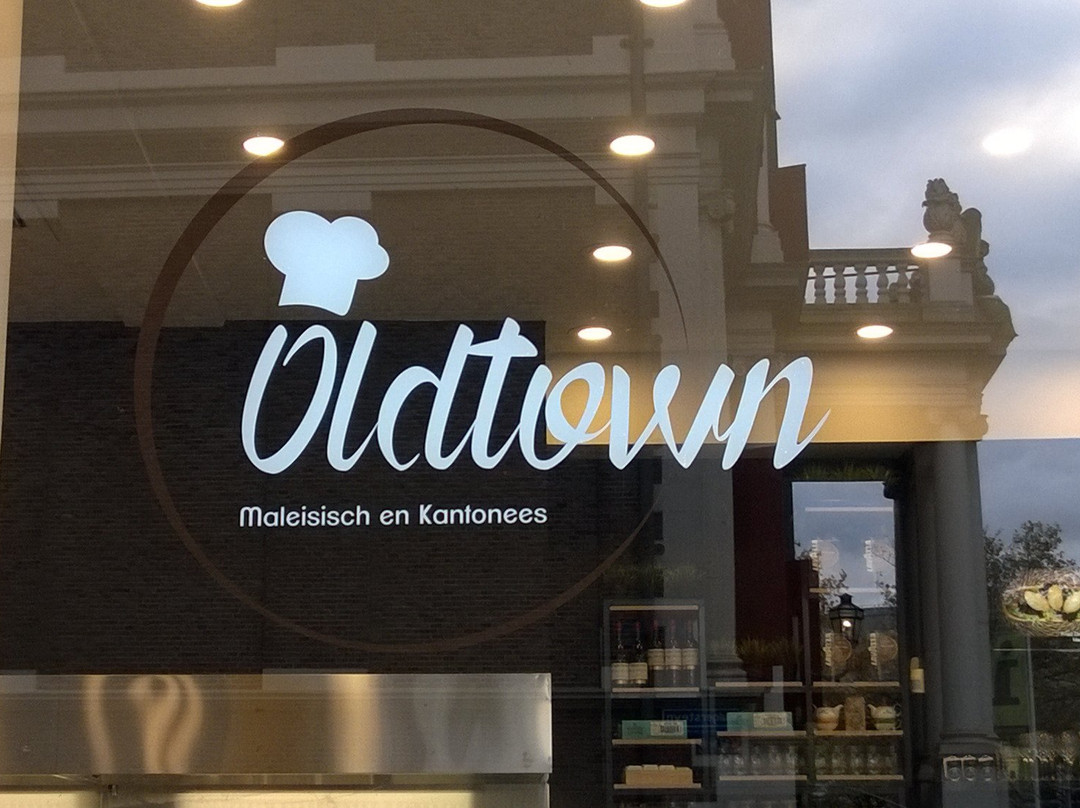 Oldtown
Maleisisch en Kantonees